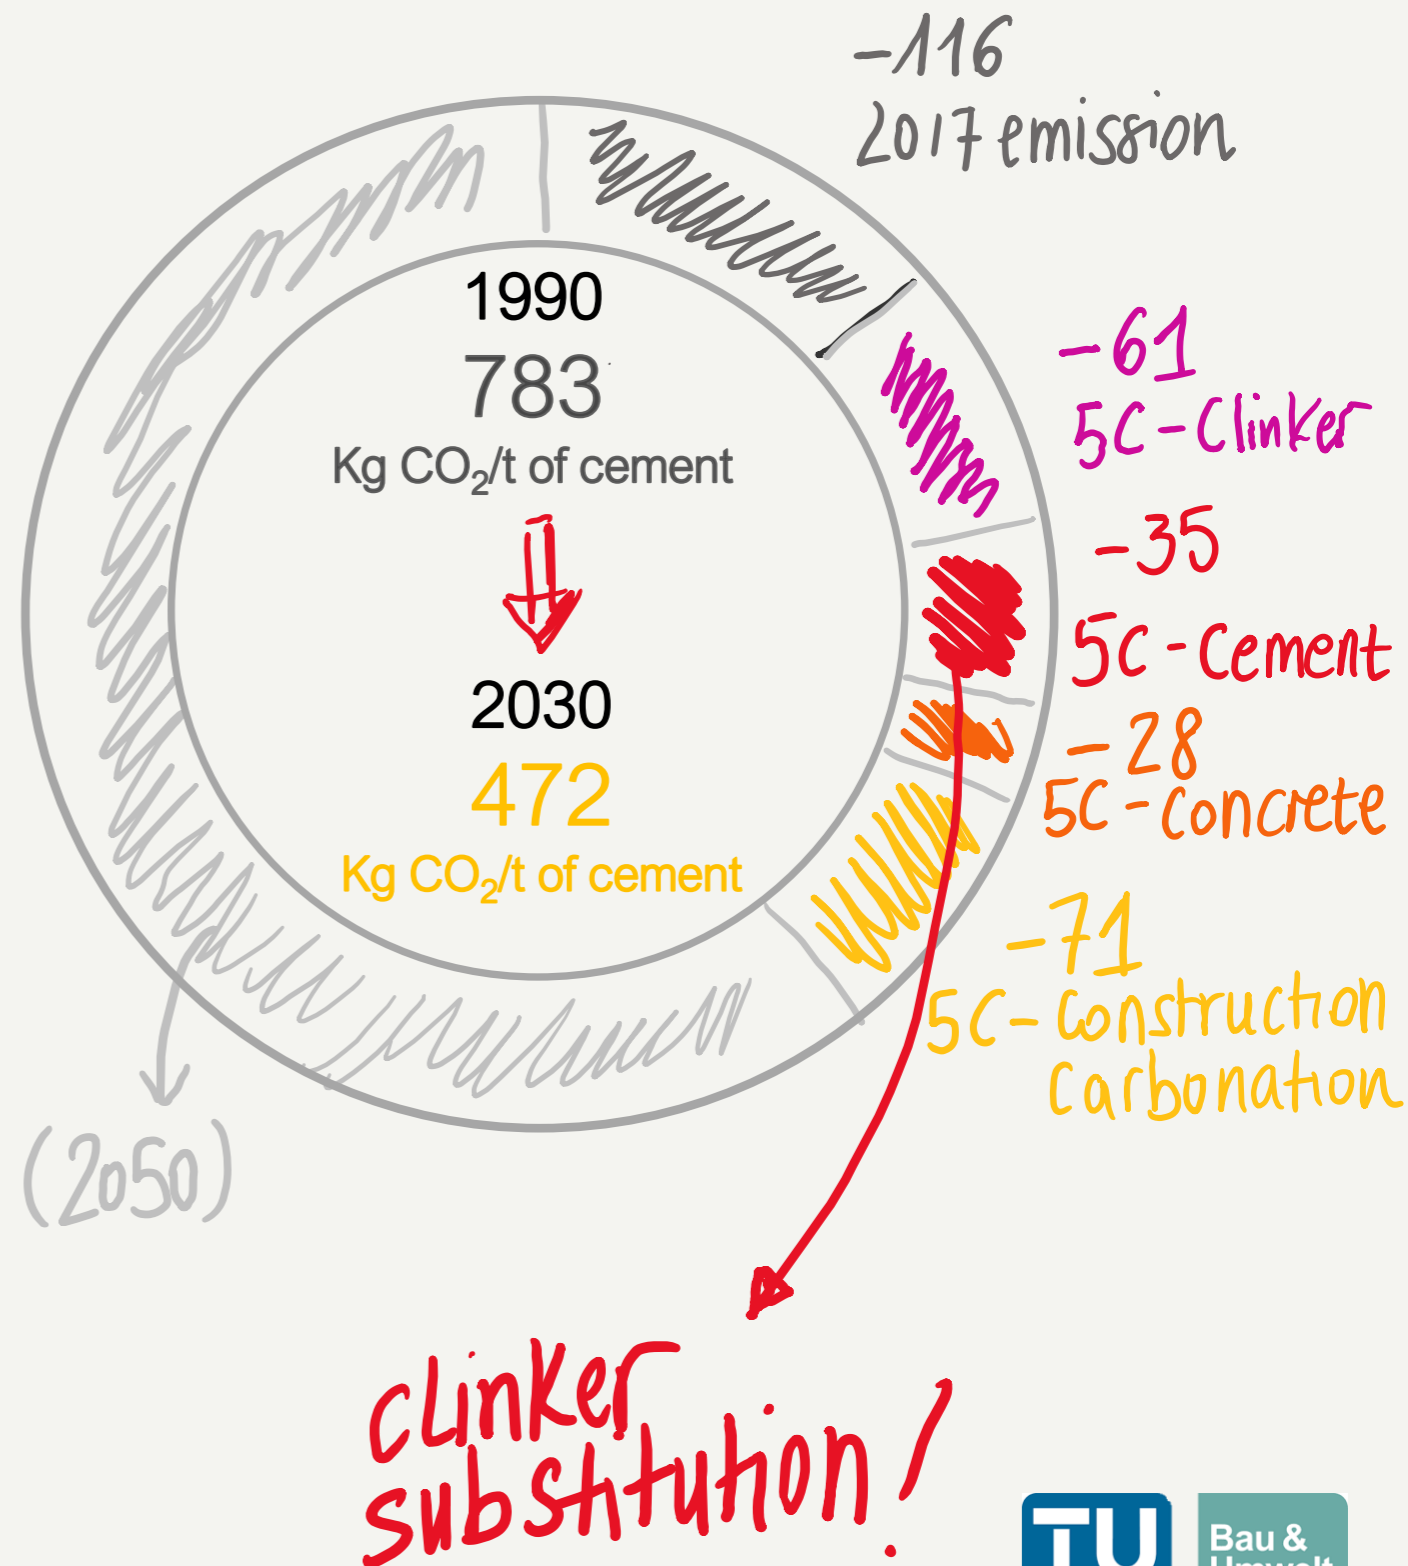 -116
2017 emission
1990
783
Kg CO₂/t of cement
2030
472
Kg CO₂/t of cement
-61
5C-Clinker
-35
5C-Cement
-28
5C-concrete
-71
5C-Construction
Carbonation
(2050)
clinker
substitution!
TU
Bau &
Umwelt